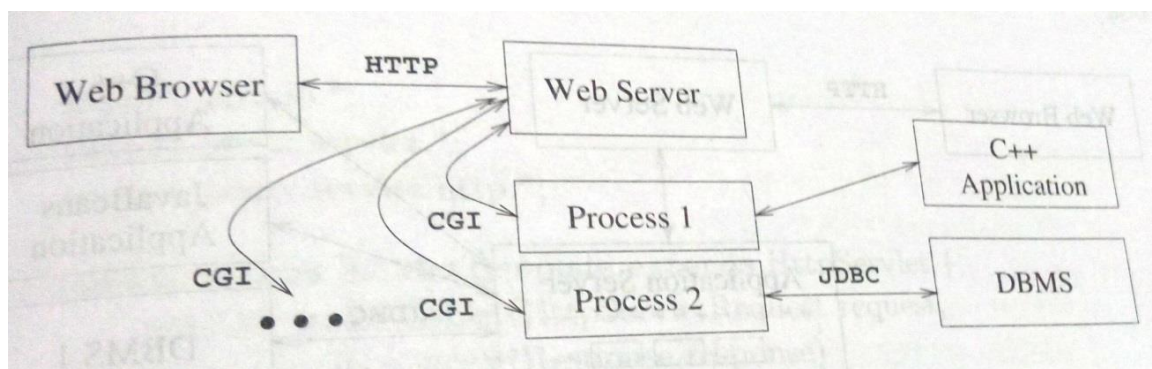 HTTP
Web Browser
Web Server
C++
Application
CGI
Process 1
CGI
CGI
Process 2
JDBC
DBMS